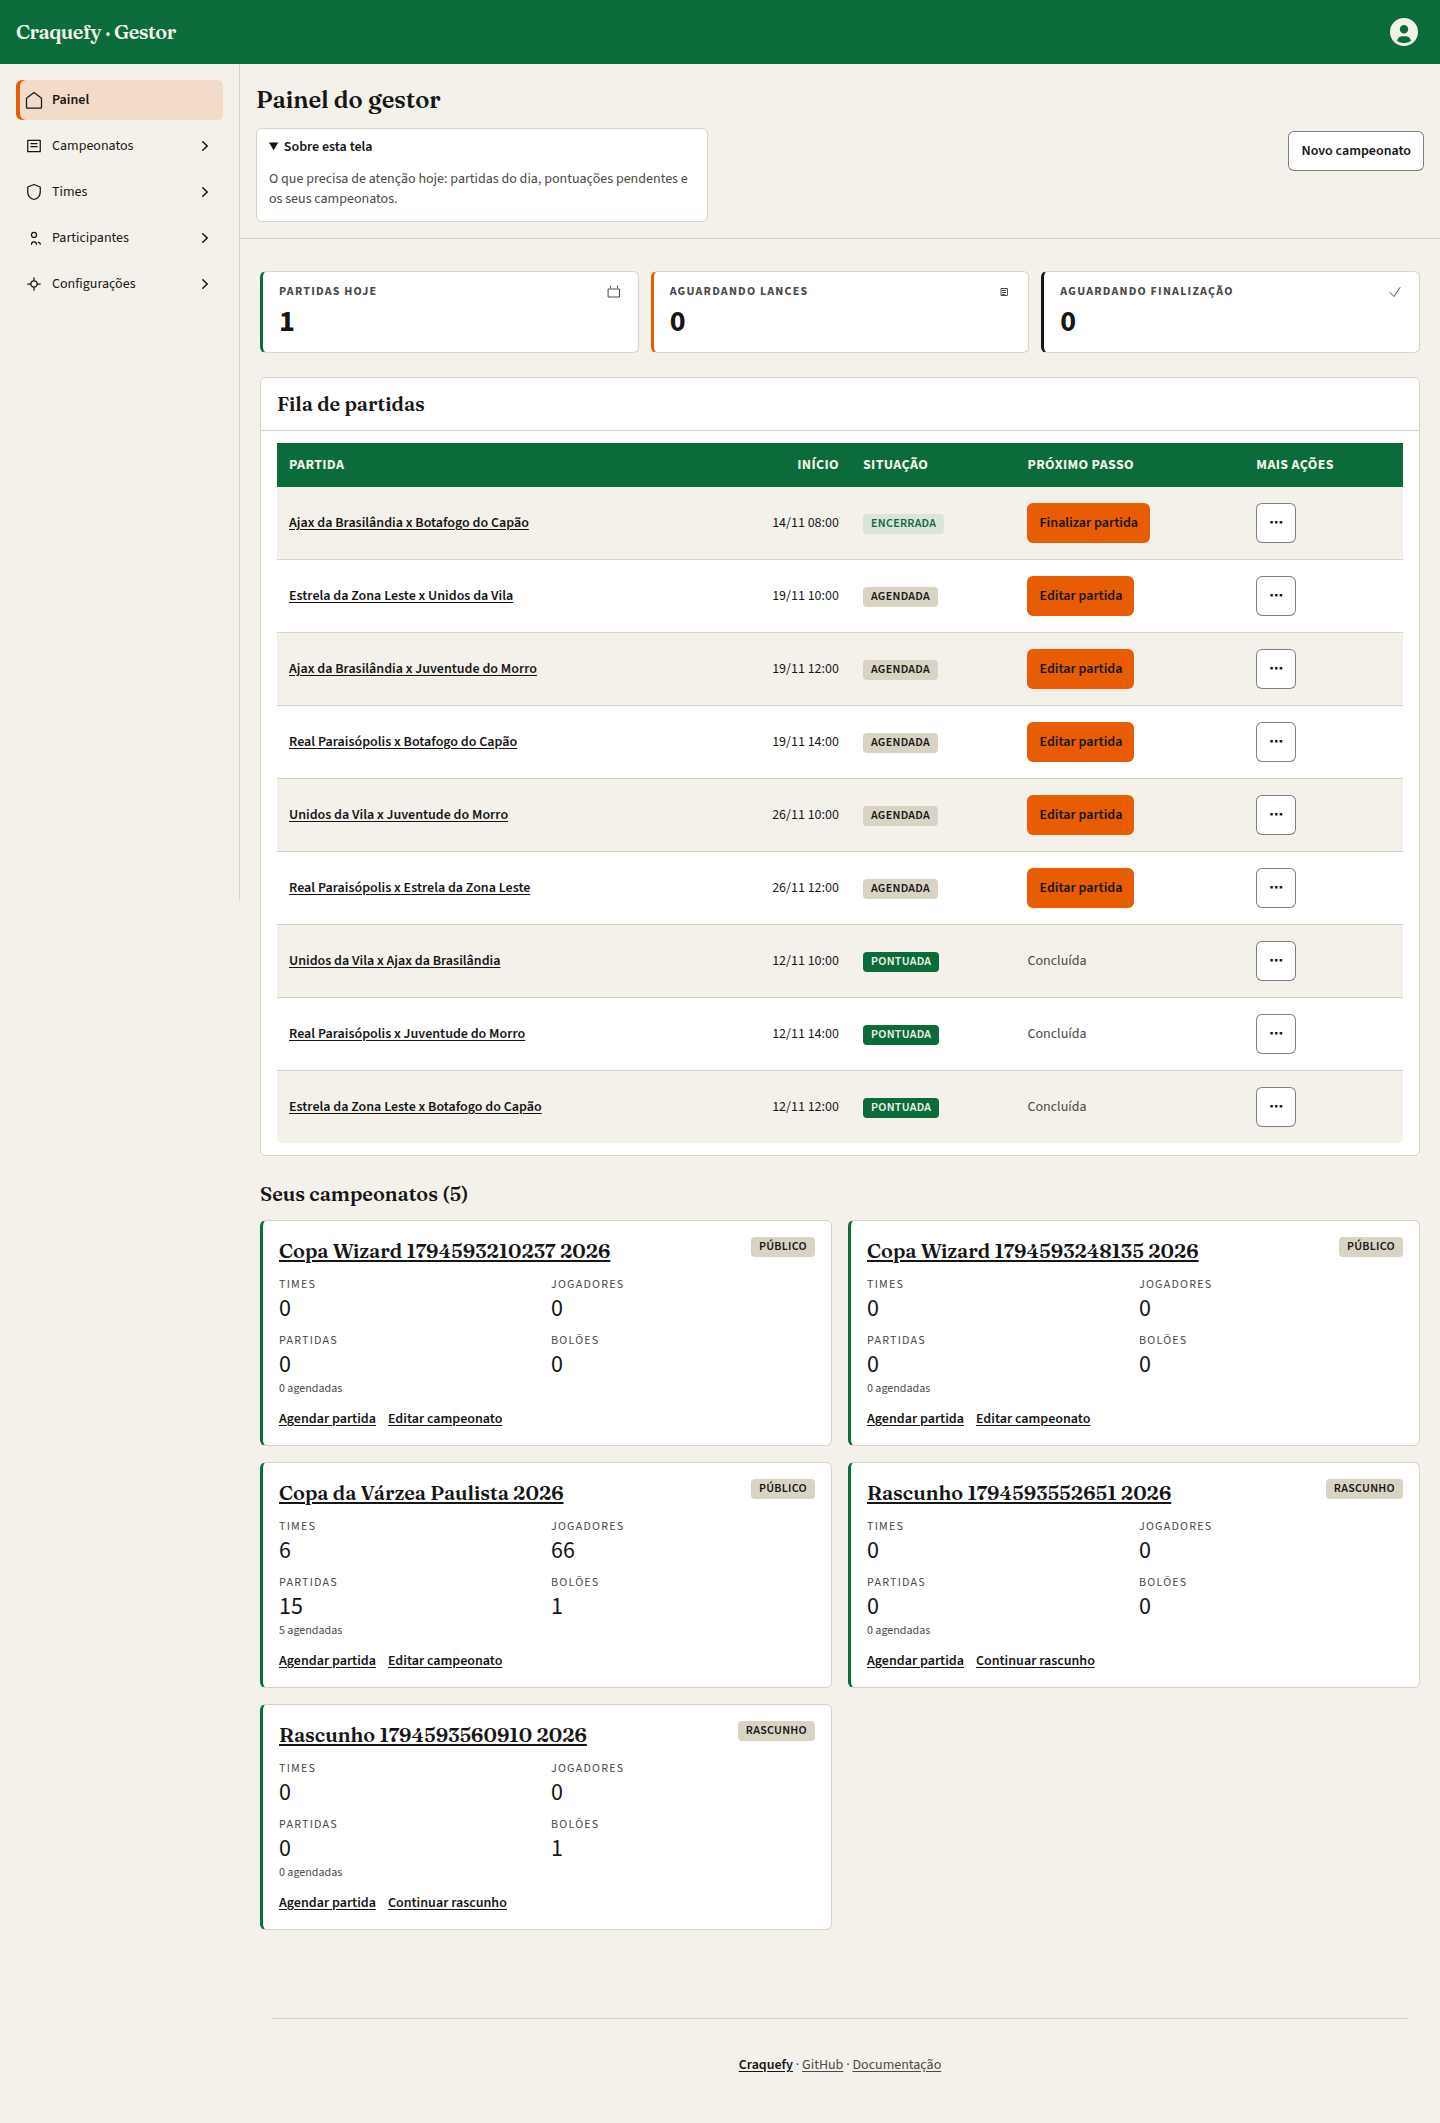 Craquefy · Gestor
Painel
Campeonatos
Times
Participantes
Configurações
Painel do gestor
▼ Sobre esta tela
O que precisa de atenção hoje: partidas do dia, pontuações pendentes e
os seus campeonatos.
Novo campeonato
PARTIDAS HOJE
1
AGUARDANDO LANCES
0
AGUARDANDO FINALIZAÇÃO
0
Fila de partidas
PARTIDA INÍCIO SITUAÇÃO PRÓXIMO PASSO MAIS AÇÕES
Ajax da Brasilândia x Botafogo do Capão 14/11 08:00 ENCERRADA Finalizar partida ···
Estrela da Zona Leste x Unidos da Vila 19/11 10:00 AGENDADA Editar partida ···
Ajax da Brasilândia x Juventude do Morro 19/11 12:00 AGENDADA Editar partida ···
Real Paraisópolis x Botafogo do Capão 19/11 14:00 AGENDADA Editar partida ···
Unidos da Vila x Juventude do Morro 26/11 10:00 AGENDADA Editar partida ···
Real Paraisópolis x Estrela da Zona Leste 26/11 12:00 AGENDADA Editar partida ···
Unidos da Vila x Ajax da Brasilândia 12/11 10:00 PONTUADA Concluída ···
Real Paraisópolis x Juventude do Morro 12/11 14:00 PONTUADA Concluída ···
Estrela da Zona Leste x Botafogo do Capão 12/11 12:00 PONTUADA Concluída ···
Seus campeonatos (5)
Copa Wizard 1794593210237 2026 PÚBLICO
TIMES JOGADORES
0 0
PARTIDAS BOLÕES
0 0
0 agendadas
Agendar partida Editar campeonato
Copa Wizard 1794593248135 2026 PÚBLICO
TIMES JOGADORES
0 0
PARTIDAS BOLÕES
0 0
0 agendadas
Agendar partida Editar campeonato
Copa da Várzea Paulista 2026 PÚBLICO
TIMES JOGADORES
6 66
PARTIDAS BOLÕES
15 1
5 agendadas
Agendar partida Editar campeonato
Rascunho 1794593552651 2026 RASCUNHO
TIMES JOGADORES
0 0
PARTIDAS BOLÕES
0 0
0 agendadas
Agendar partida Continuar rascunho
Rascunho 1794593560910 2026 RASCUNHO
TIMES JOGADORES
0 0
PARTIDAS BOLÕES
0 1
0 agendadas
Agendar partida Continuar rascunho
Craquefy · GitHub · Documentação